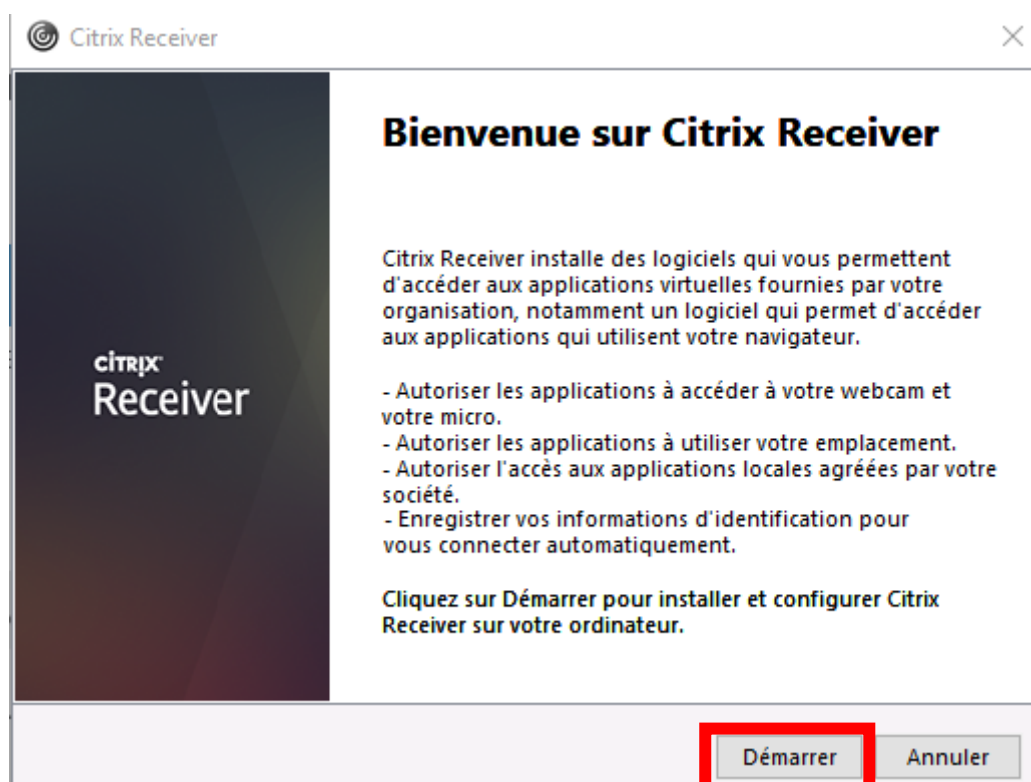 Citrix Receiver
Bienvenue sur Citrix Receiver
Citrix Receiver installe des logiciels qui vous permettent
d'accéder aux applications virtuelles fournies par votre
organisation, notamment un logiciel qui permet d'accéder
aux applications qui utilisent votre navigateur.
- Autoriser les applications à accéder à votre webcam et
votre micro.
- Autoriser les applications à utiliser votre emplacement.
- Autoriser l'accès aux applications locales agréées par votre
société.
- Enregistrer vos informations d'identification pour
vous connecter automatiquement.
Cliquez sur Démarrer pour installer et configurer Citrix
Receiver sur votre ordinateur.
CITRIX
Receiver
Démarrer
Annuler